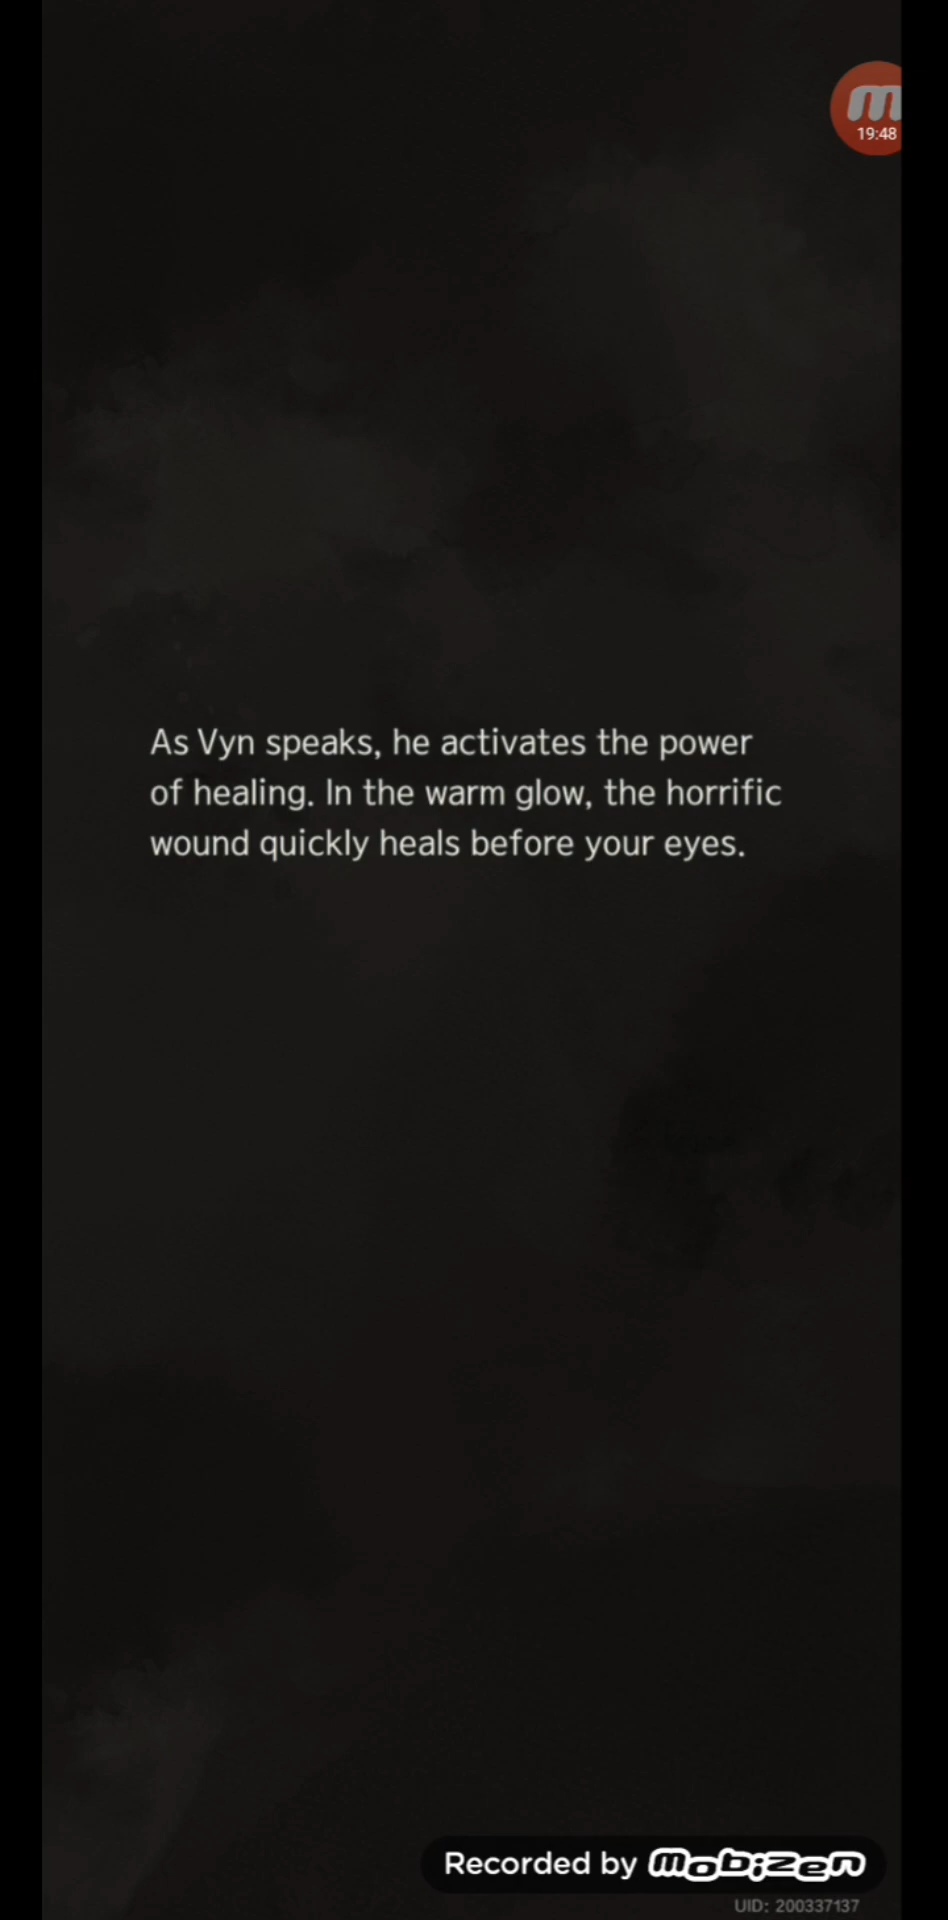 m
19:48
As Vyn speaks, he activates the power
of healing. In the warm glow, the horrific
wound quickly heals before your eyes.
Recorded by mobizen
UID: 200337137